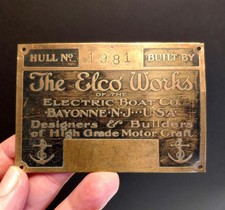 HULL NO. 1981 BUILT BY
The Elco Works
OF THE
ELECTRIC BOAT CO.
BAYONNE·N·J··U·S·A·
Designers & Builders
of High Grade Motor Craft